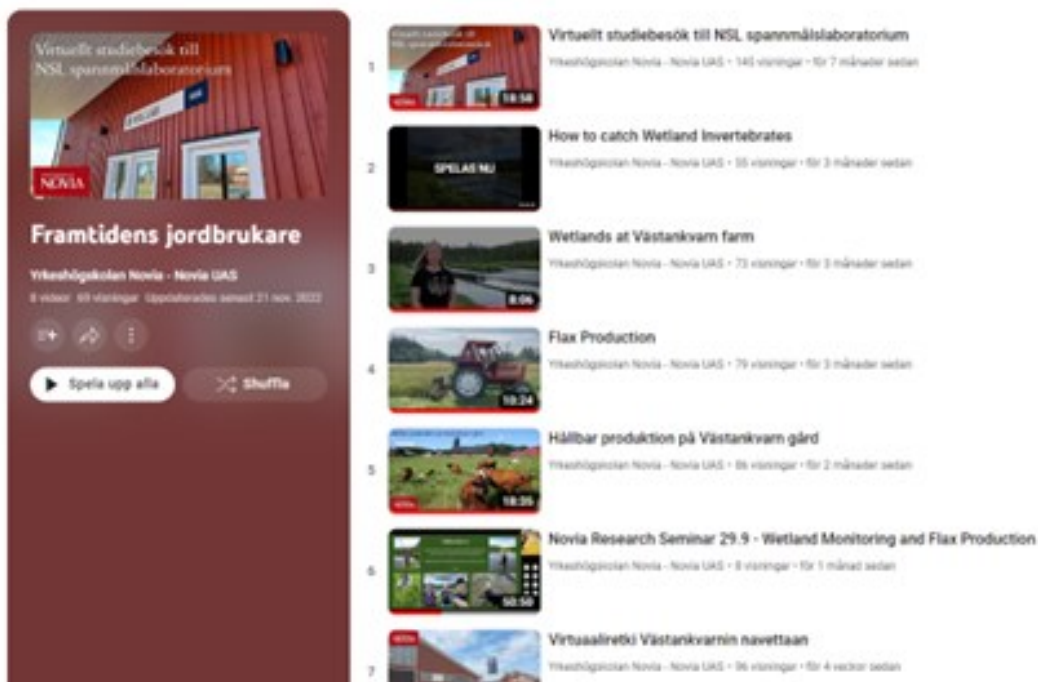 Virtuellt studiebesök till
NSL spannmålslaboratorium
NOVIA
Framtidens jordbrukare
Yrkeshögskolan Novia - Novia UAS
8 videor 69 visningar Uppdaterades senast 21 nov. 2022
Spela upp alla
Shuffla
1
18:58
Virtuellt studiebesök till NSL spannmålslaboratorium
Yrkeshögskolan Novia - Novia UAS • 145 visningar • för 7 månader sedan
2
SPELAS NU
How to catch Wetland Invertebrates
Yrkeshögskolan Novia - Novia UAS • 55 visningar • för 3 månader sedan
3
8:06
Wetlands at Västankvarn farm
Yrkeshögskolan Novia - Novia UAS • 73 visningar • för 3 månader sedan
4
10:24
Flax Production
Yrkeshögskolan Novia - Novia UAS • 79 visningar • för 3 månader sedan
5
18:35
Hållbar produktion på Västankvarn gård
Yrkeshögskolan Novia - Novia UAS • 86 visningar • för 2 månader sedan
6
50:50
Novia Research Seminar 29.9 - Wetland Monitoring and Flax Production
Yrkeshögskolan Novia - Novia UAS • 8 visningar • för 1 månad sedan
7
NOVIA
Virtuaaliretki Västankvarnin navettaan
Yrkeshögskolan Novia - Novia UAS • 96 visningar • för 4 veckor sedan